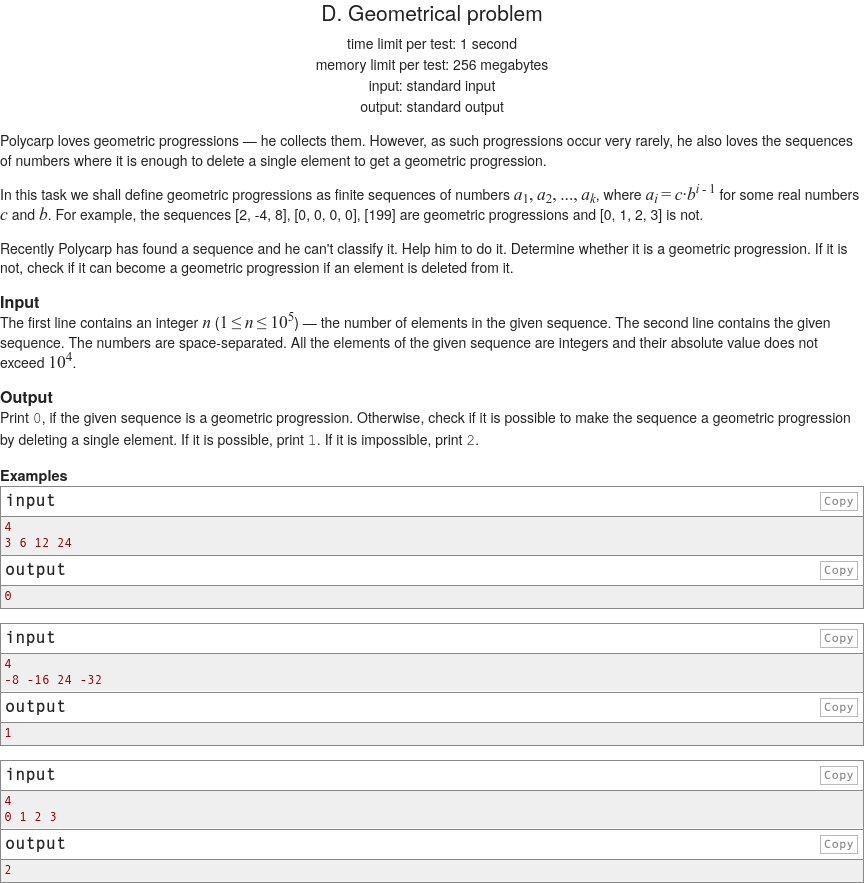 D. Geometrical problem
time limit per test: 1 second
memory limit per test: 256 megabytes
input: standard input
output: standard output
Polycarp loves geometric progressions — he collects them. However, as such progressions occur very rarely, he also loves the sequences
of numbers where it is enough to delete a single element to get a geometric progression.
In this task we shall define geometric progressions as finite sequences of numbers a₁, a₂, ..., aₖ, where aᵢ = c·bⁱ⁻¹ for some real numbers
c and b. For example, the sequences [2, -4, 8], [0, 0, 0, 0], [199] are geometric progressions and [0, 1, 2, 3] is not.
Recently Polycarp has found a sequence and he can't classify it. Help him to do it. Determine whether it is a geometric progression. If it is
not, check if it can become a geometric progression if an element is deleted from it.
Input
The first line contains an integer n (1 ≤ n ≤ 10⁵) — the number of elements in the given sequence. The second line contains the given
sequence. The numbers are space-separated. All the elements of the given sequence are integers and their absolute value does not
exceed 10⁴.
Output
Print 0, if the given sequence is a geometric progression. Otherwise, check if it is possible to make the sequence a geometric progression
by deleting a single element. If it is possible, print 1. If it is impossible, print 2.
Examples
input Copy
4
3 6 12 24
output Copy
0
input Copy
4
-8 -16 24 -32
output Copy
1
input Copy
4
0 1 2 3
output Copy
2